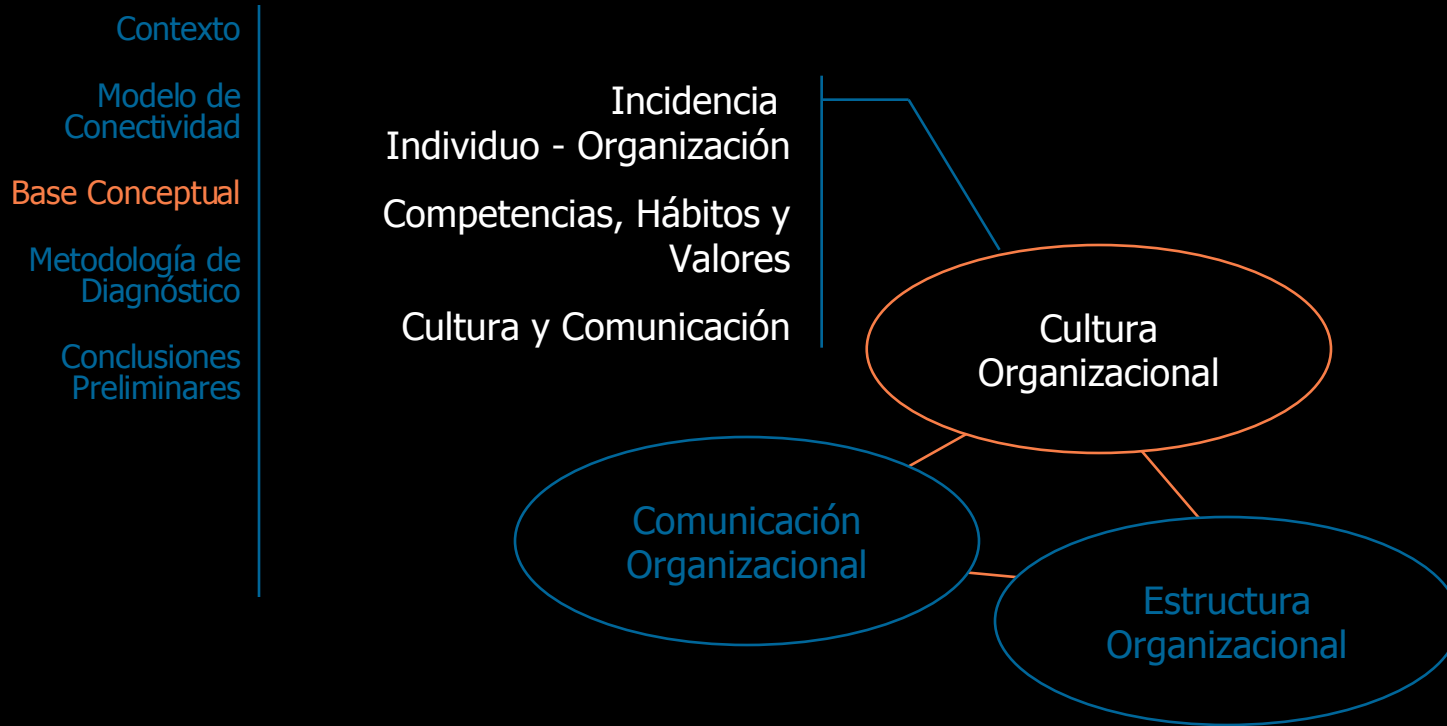 Contexto
Modelo de
Conectividad
Base Conceptual
Metodología de
Diagnóstico
Conclusiones
Preliminares
Incidencia
Individuo - Organización
Competencias, Hábitos y
Valores
Cultura y Comunicación
Cultura
Organizacional
Comunicación
Organizacional
Estructura
Organizacional